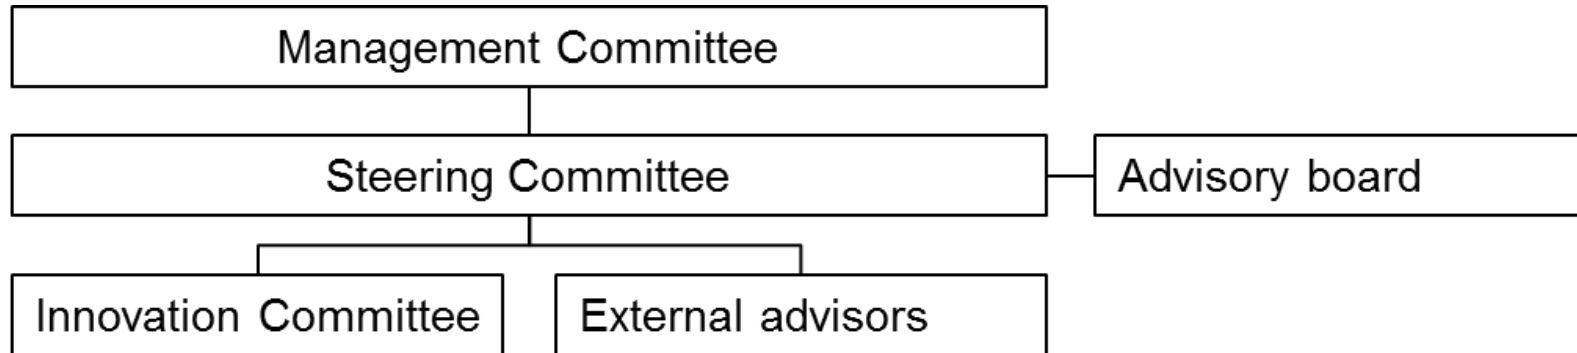 Management Committee
Steering Committee
Advisory board
Innovation Committee
External advisors